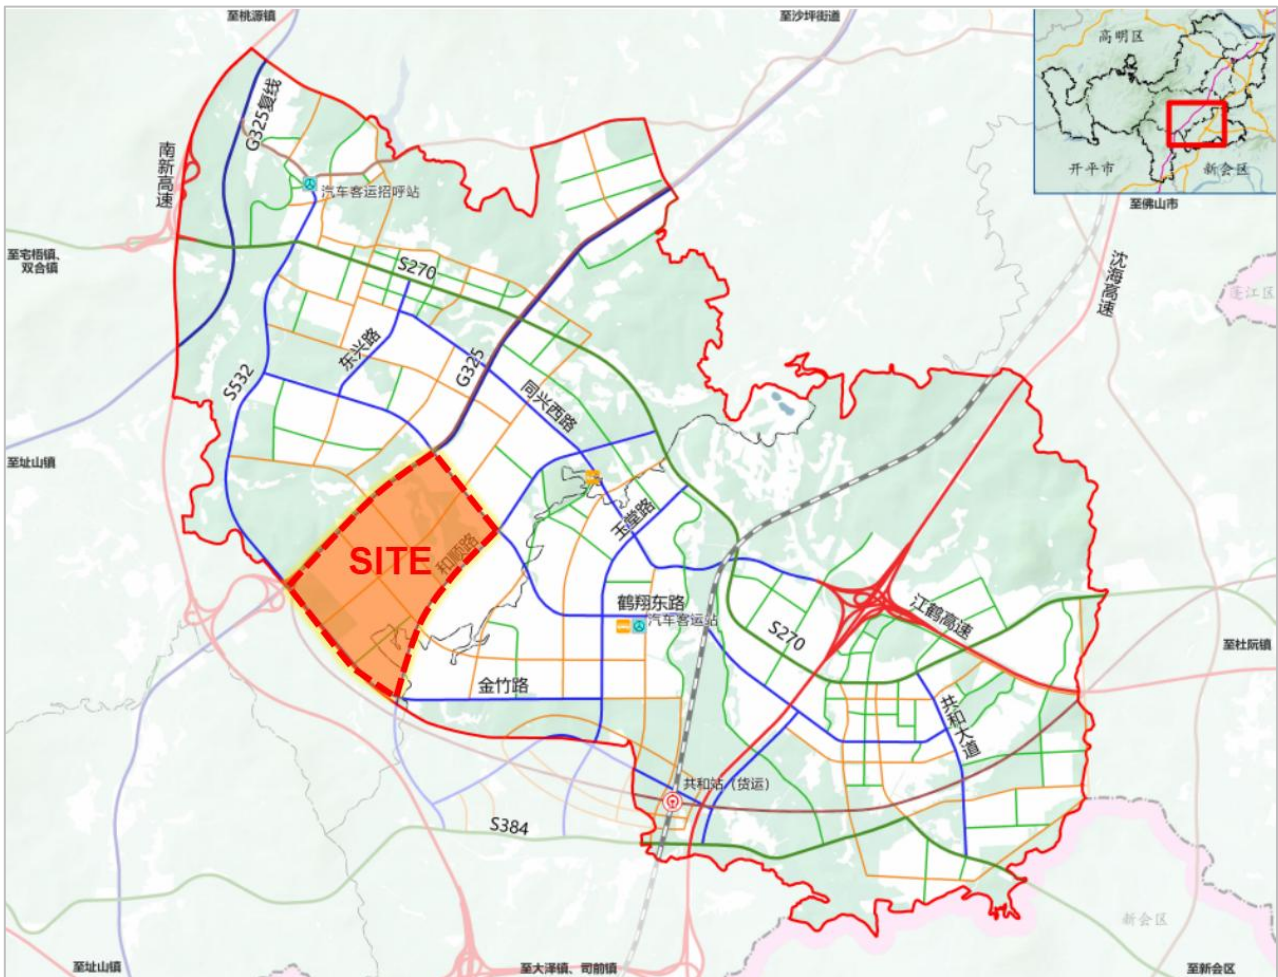 至桃源镇
至沙坪街道
高明区
开平市
新会区
G325复线
南新高速
汽车客运招呼站
至佛山市
至宅梧镇、
双合镇
S270
沈海高速
蓬江区
东兴路
G325
S532
同兴西路
至址山镇
玉堂路
SITE
和顺路
鹤翔东路
汽车客运站
江鹤高速
S270
至杜阮镇
金竹路
共和大道
共和站（货运）
S384
新会区
至址山镇
至大泽镇、司前镇
至新会区